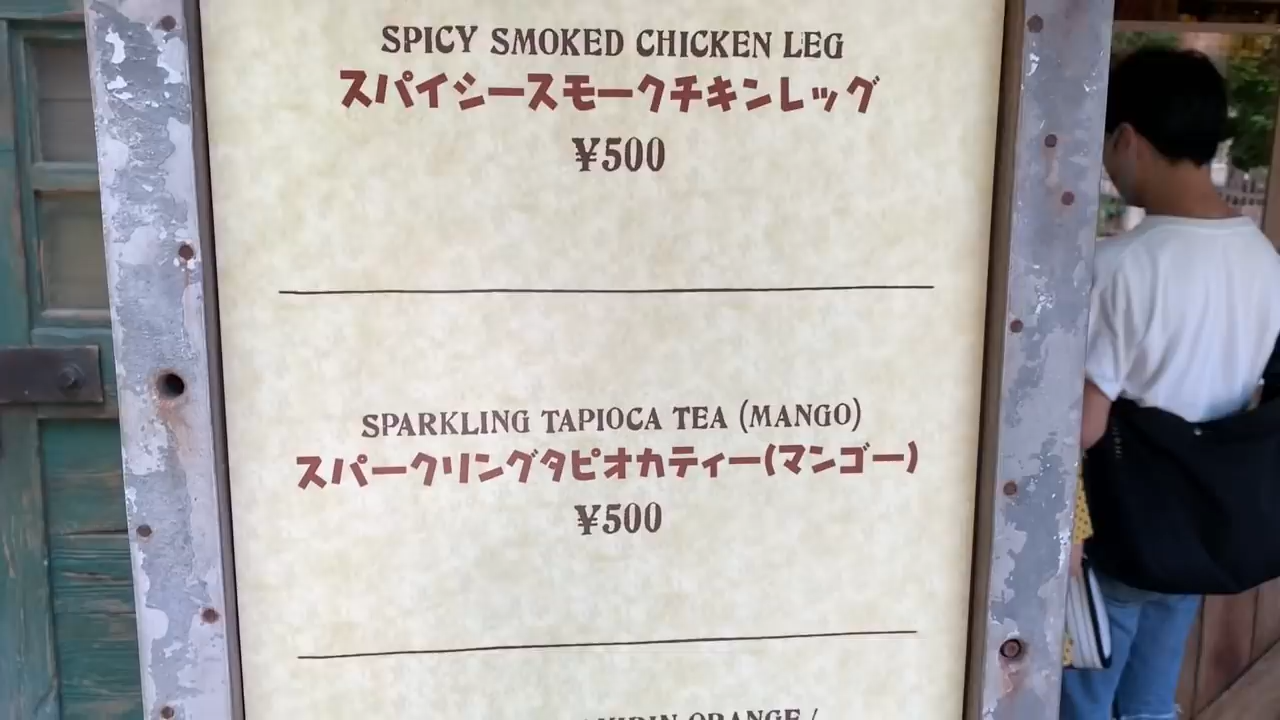 SPICY SMOKED CHICKEN LEG
スパイシースモークチキンレッグ
¥500
SPARKLING TAPIOCA TEA (MANGO)
スパークリングタピオカティー(マンゴー)
¥500
ORANGE /